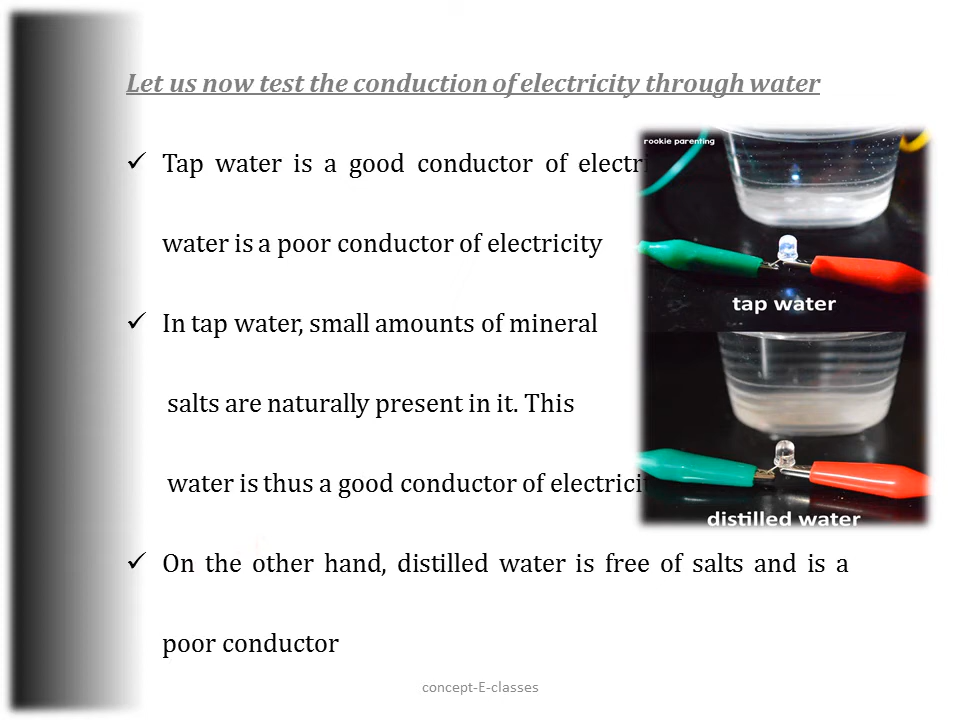 Let us now test the conduction of electricity through water
rookie parenting
✓ Tap water is a good conductor of
water is a poor conductor of electricity
tap water
✓ In tap water, small amounts of mineral
salts are naturally present in it. This
water is thus a good conductor of
distilled water
✓ On the other hand, distilled water is free of salts and is a
poor conductor
concept-E-classes